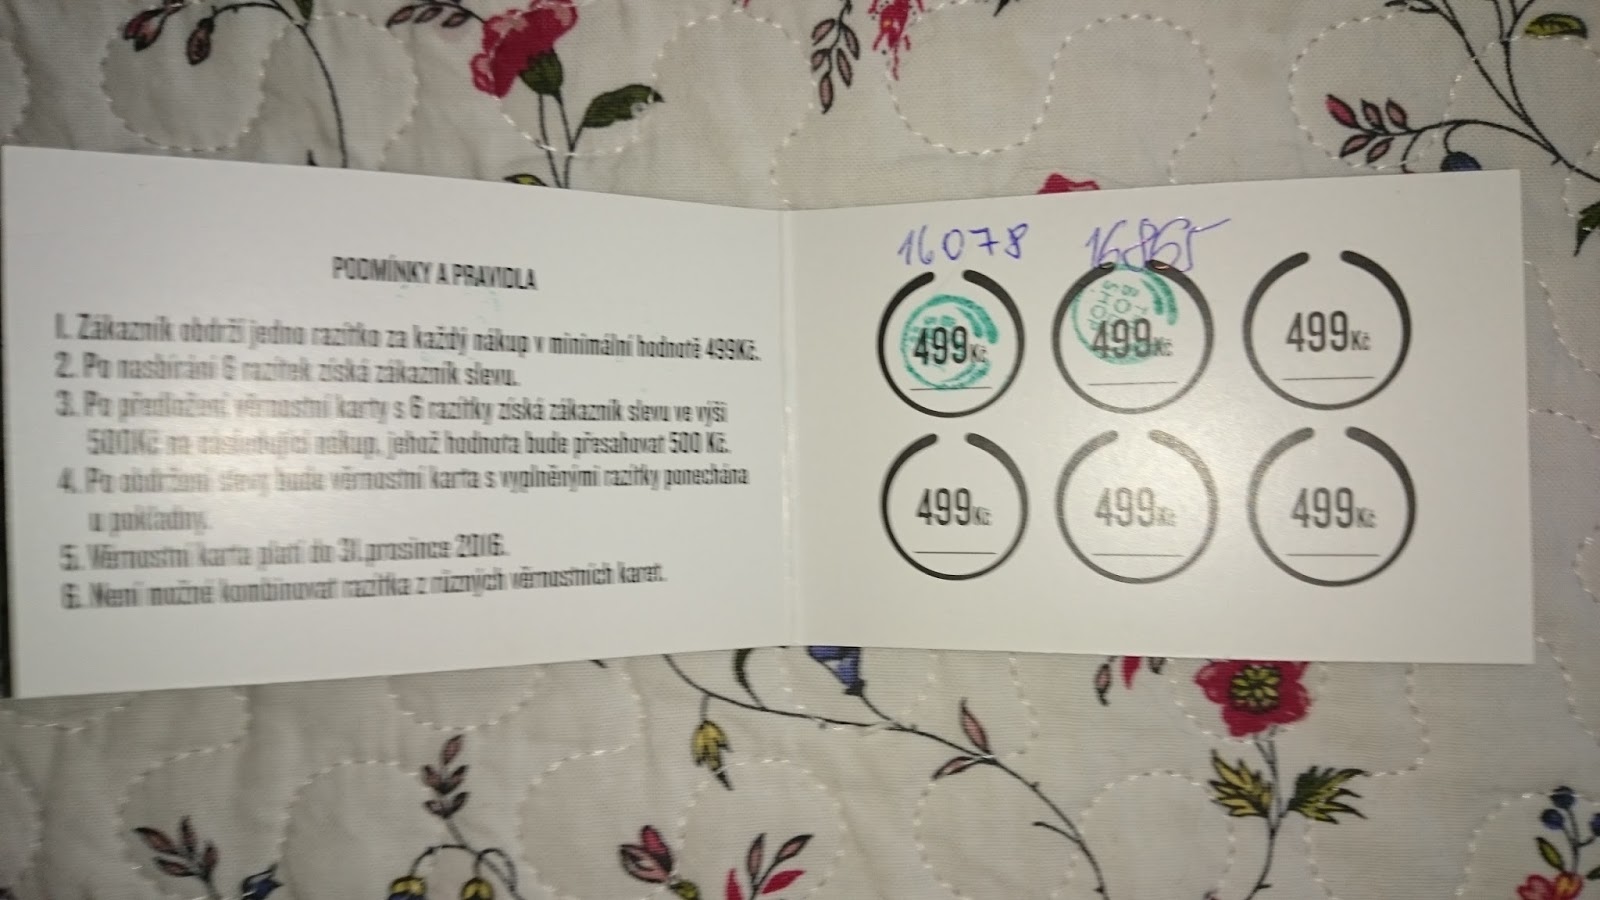 PODMÍNKY A PRAVIDLA
1. Zákazník obdrží jedno razítko za každý nákup v minimální hodnotě 499Kč.
2. Po nasbírání 6 razítek získá zákazník slevu.
3. Po předložení věrnostní karty s 6 razítky získá zákazník slevu ve výši
500Kč na následující nákup, jehož hodnota bude přesahovat 500 Kč.
4. Po obdržení slevy bude věrnostní karta s vyplněnými razítky ponechána
u pokladny.
5. Věrnostní karta platí do 31.prosince 2016.
6. Není možné kombinovat razítka z různých věrnostních karet.
16078 16865
499Kč 499Kč 499Kč
499Kč 499Kč 499Kč